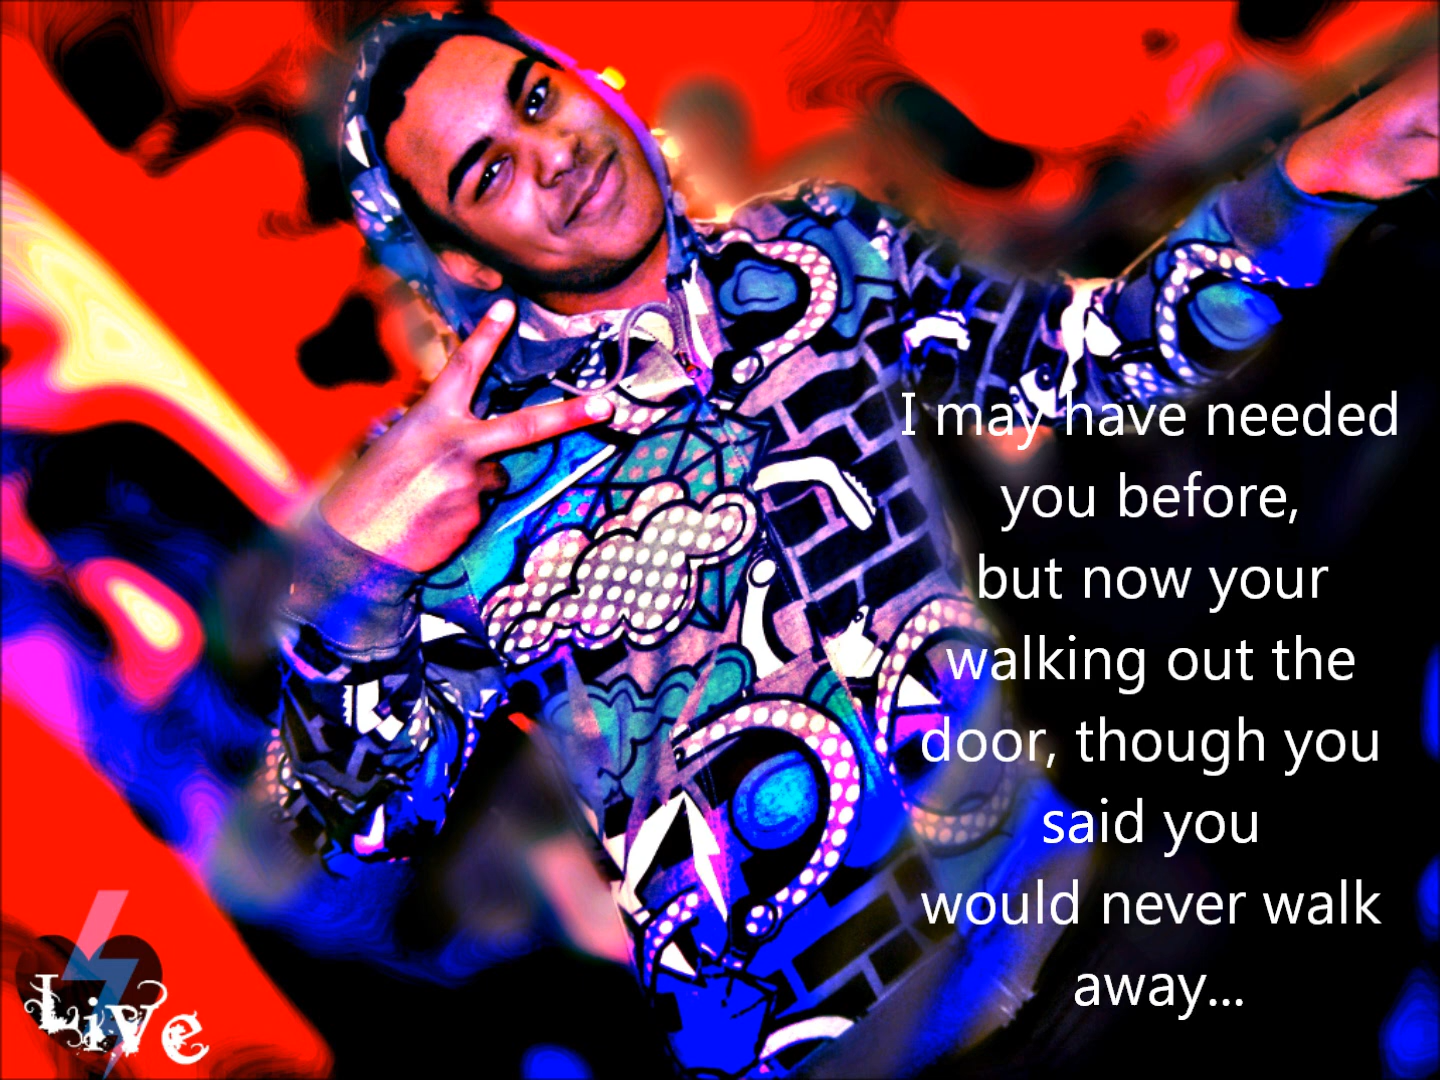 I may have needed
you before,
but now your
walking out the
door, though you
said you
would never walk
away...
Live